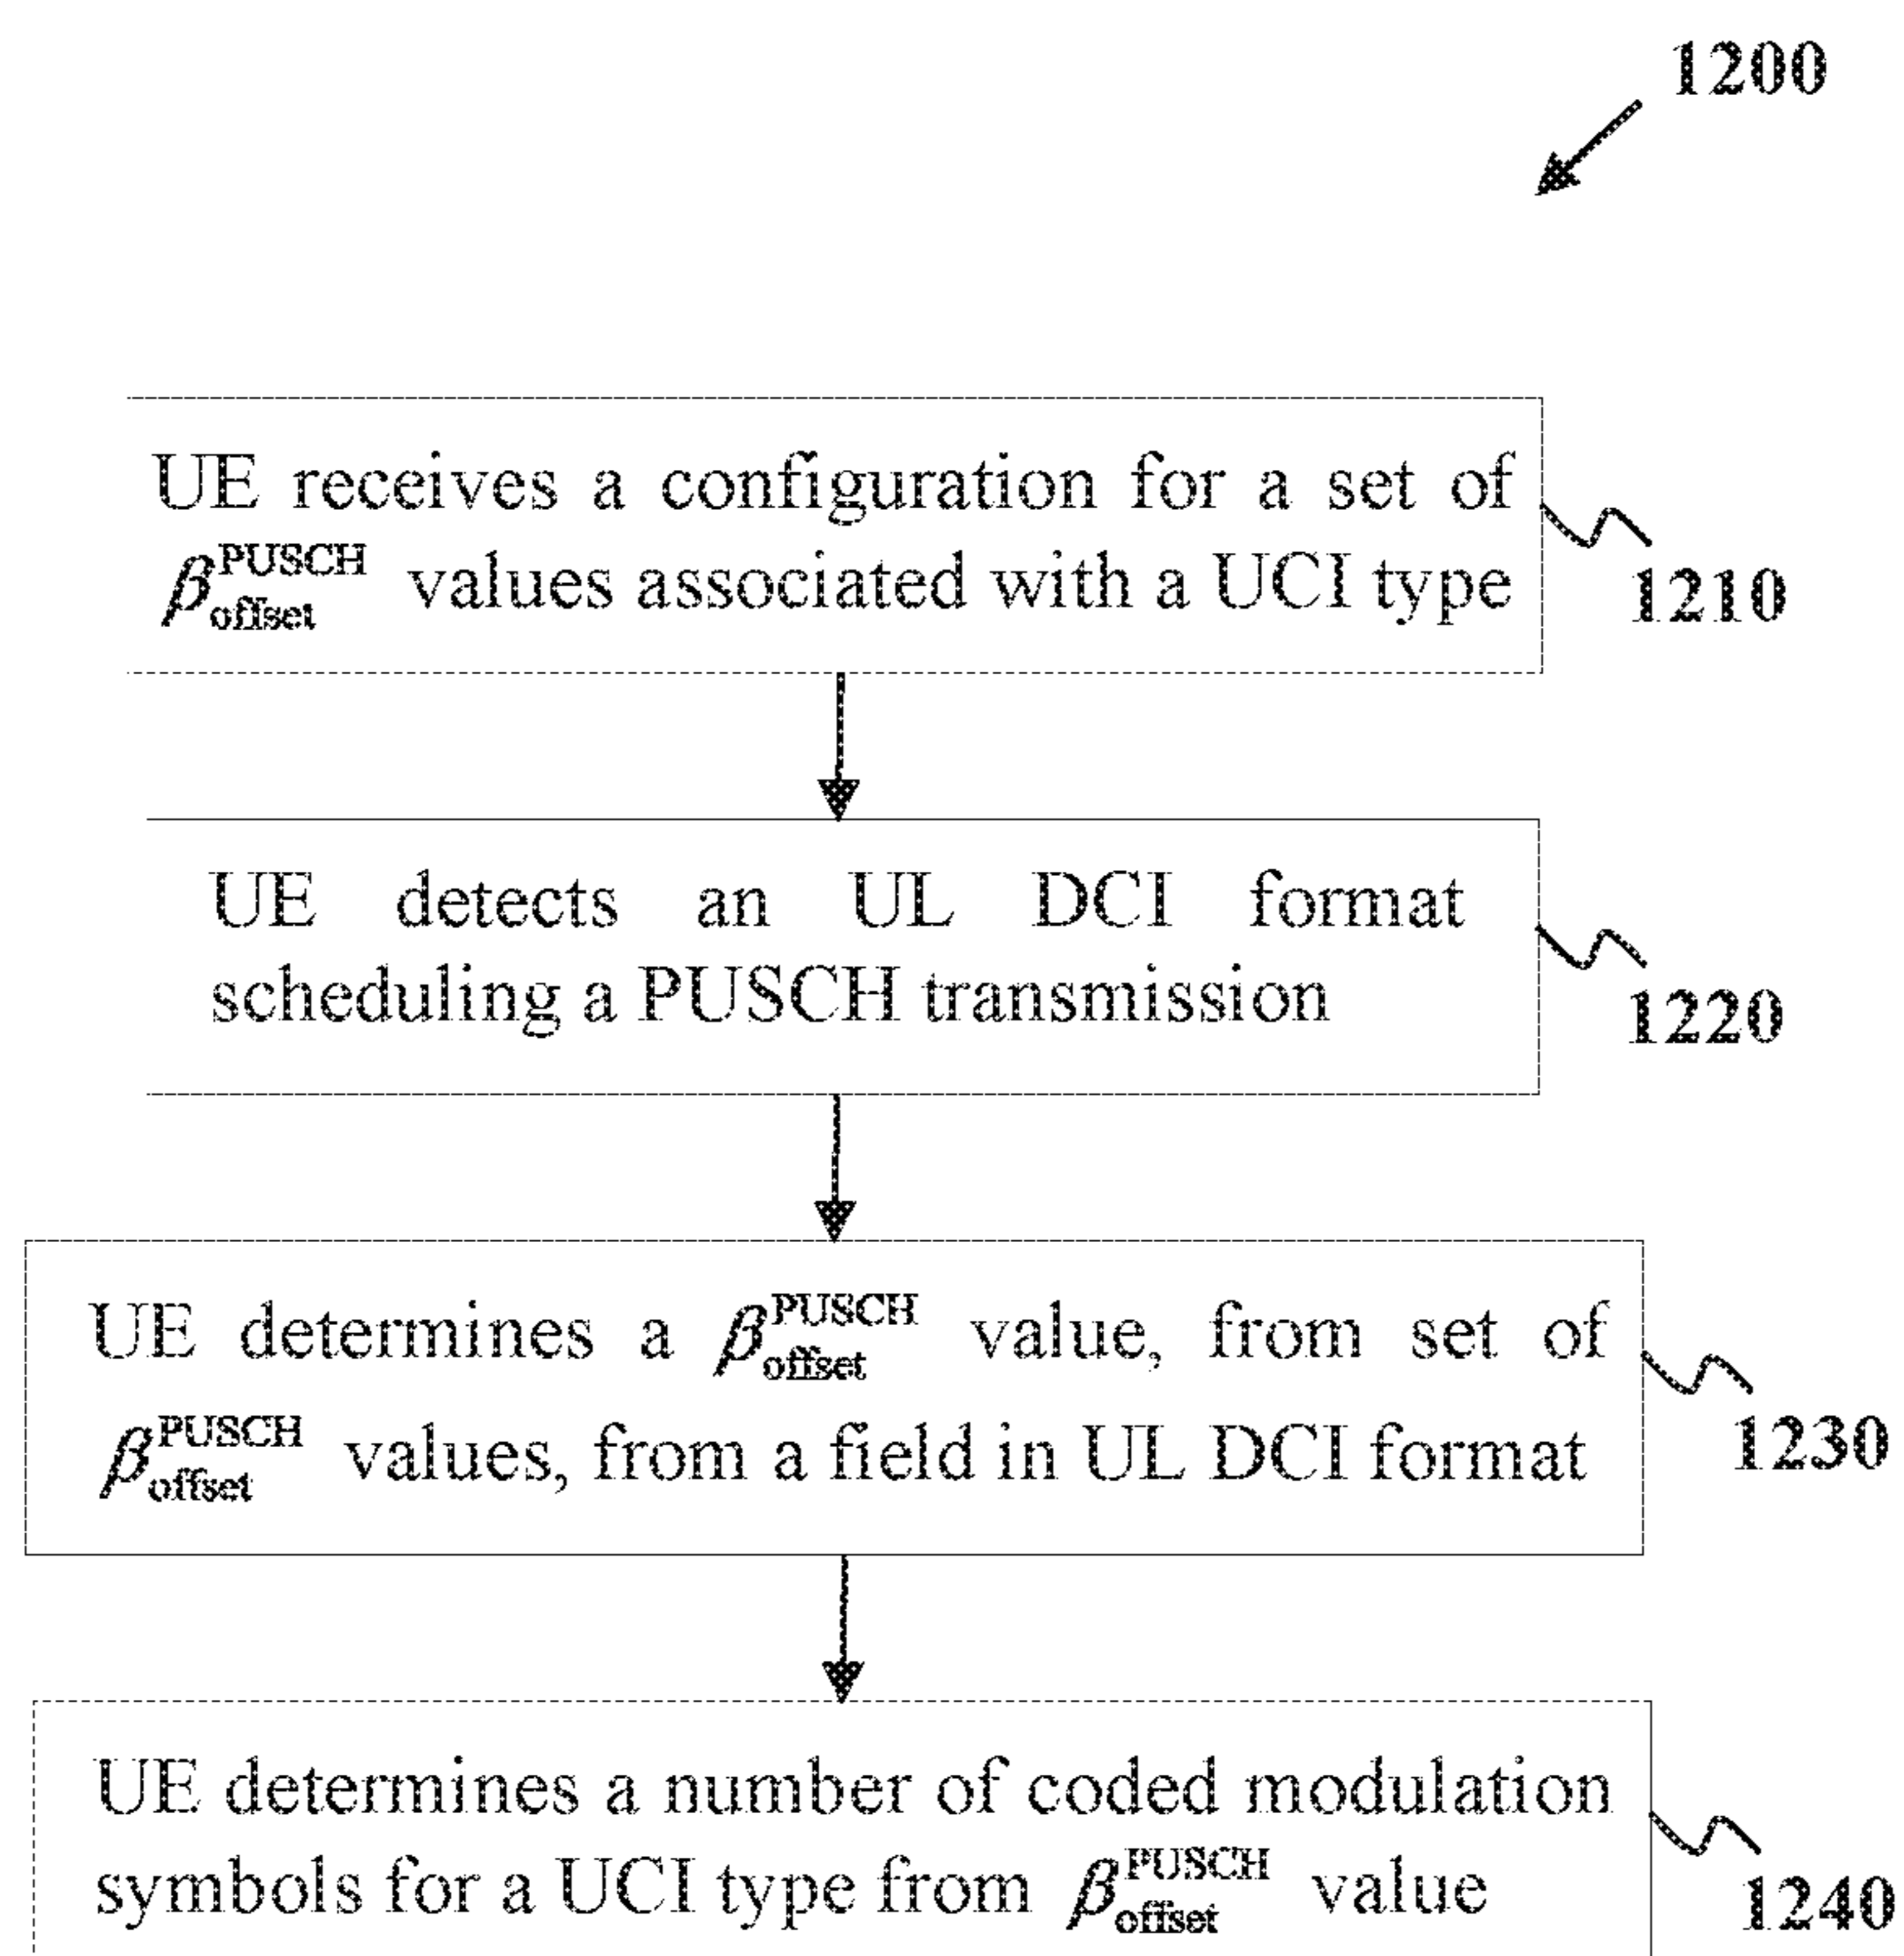 1200
UE receives a configuration for a set of
β_offset^PUSCH values associated with a UCI type
1210
UE detects an UL DCI format
scheduling a PUSCH transmission
1220
UE determines a β_offset^PUSCH value, from set of
β_offset^PUSCH values, from a field in UL DCI format
1230
UE determines a number of coded modulation
symbols for a UCI type from β_offset^PUSCH value
1240